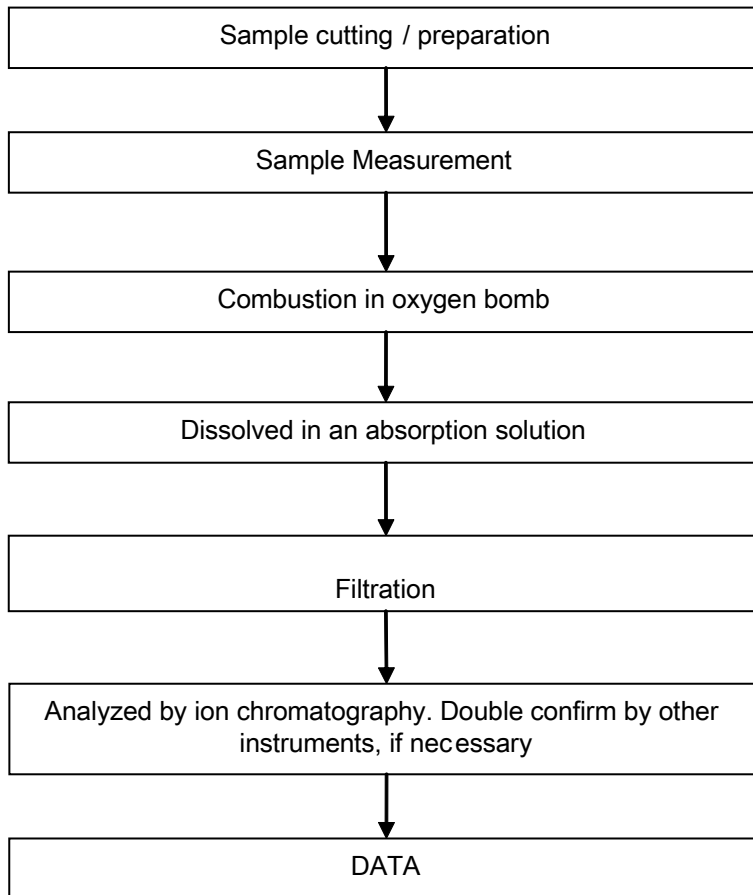 Sample cutting / preparation
Sample Measurement
Combustion in oxygen bomb
Dissolved in an absorption solution
Filtration
Analyzed by ion chromatography. Double confirm by other
instruments, if necessary
DATA